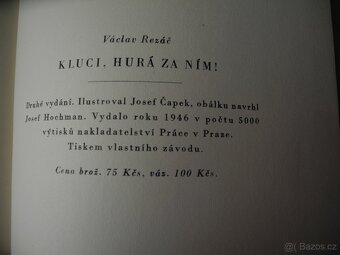 Václav Rezáč
KLUCI, HURÁ ZA NÍM!
Druhé vydání. Ilustroval Josef Čapek, obálku navrhl
Josef Hochman. Vydalo roku 1946 v počtu 5000
výtisků nakladatelství Práce v Praze.
Tiskem vlastního závodu.
Cena brož. 75 Kčs, váz. 100 Kčs.
Bazos.cz